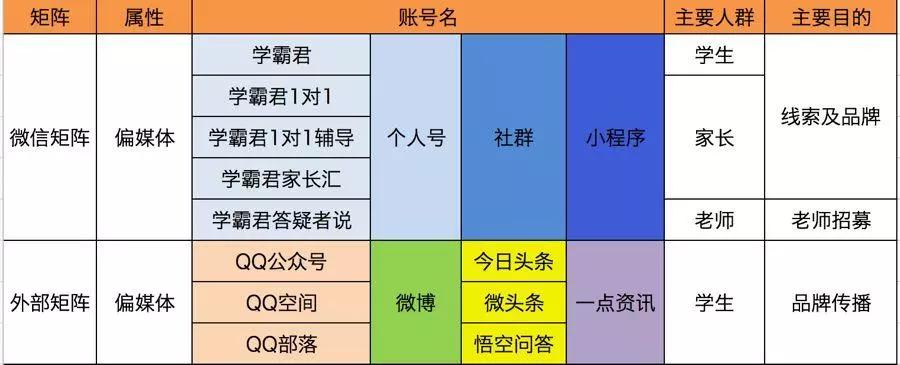 矩阵 属性 账号名 主要人群 主要目的
学霸君 学生
学霸君1对1
微信矩阵 偏媒体 学霸君1对1辅导 个人号 社群 小程序 家长 线索及品牌
学霸君家长汇
学霸君答疑者说 老师 老师招募
QQ公众号 今日头条
外部矩阵 偏媒体 QQ空间 微博 微头条 一点资讯 学生 品牌传播
QQ部落 悟空问答